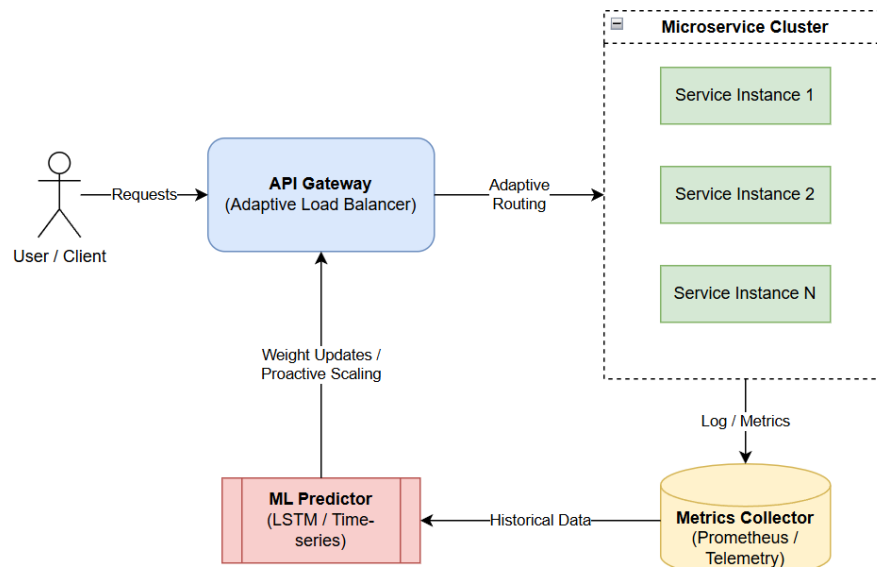 Microservice Cluster
Service Instance 1
API Gateway
(Adaptive Load Balancer)
Requests
Adaptive
Routing
Service Instance 2
User / Client
Service Instance N
Weight Updates /
Proactive Scaling
Log / Metrics
ML Predictor
(LSTM / Time-
series)
Historical Data
Metrics Collector
(Prometheus /
Telemetry)